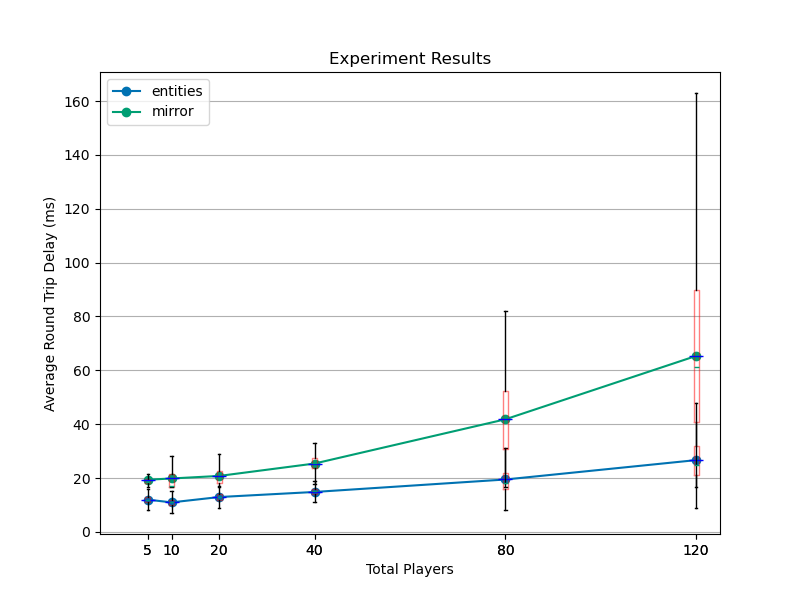 Experiment Results
entities
mirror
Average Round Trip Delay (ms)
160
140
120
100
80
60
40
20
0
5 10 20 40 80 120
Total Players